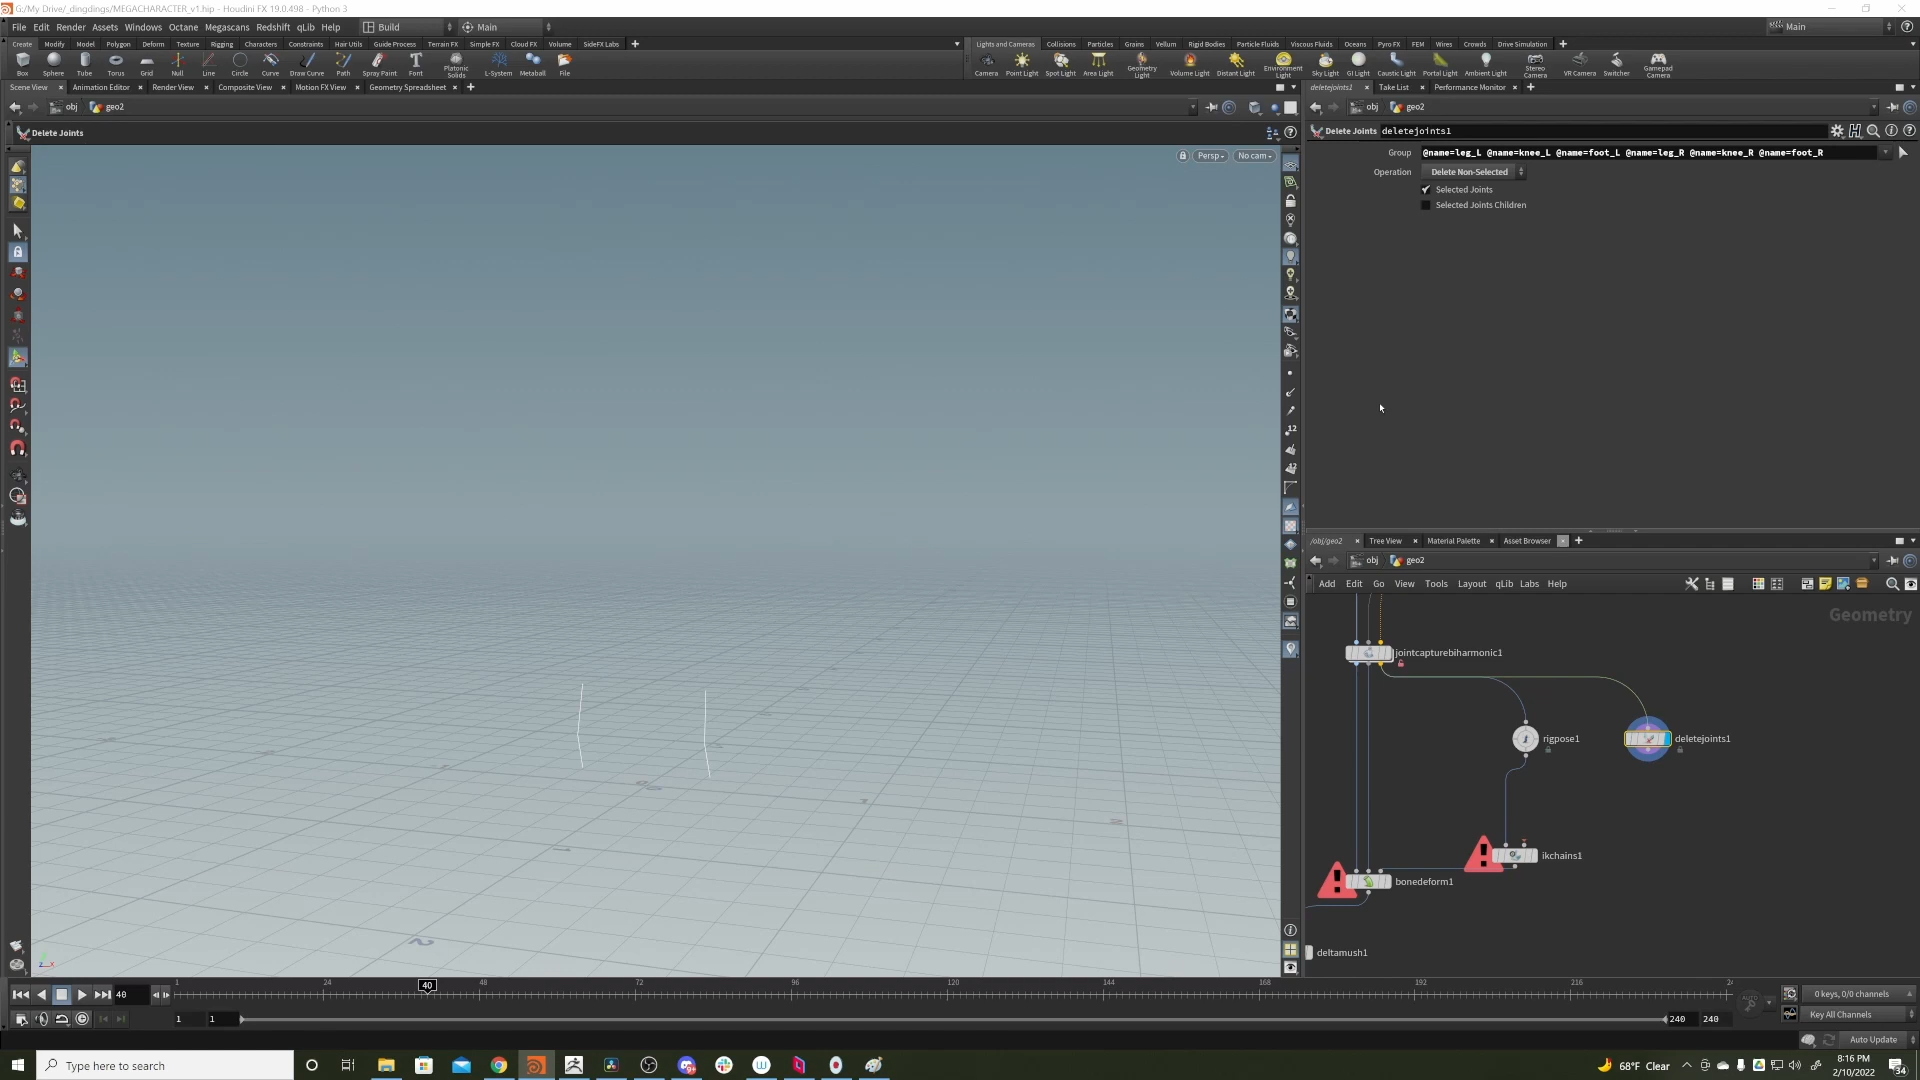 G:/My Drive/_dingdings/MEGACHARACTER_v1.hip - Houdini FX 19.0.498 - Python 3
File Edit Render Assets Windows Octane Megascans Redshift qLib Help Build Main Main
Create Modify Model Polygon Deform Texture Rigging Characters Constraints Hair Utils Guide Process Terrain FX Simple FX Cloud FX Volume SideFX Labs
Lights and Cameras Collisions Particles Grains Vellum Rigid Bodies Particle Fluids Viscous Fluids Oceans Pyro FX FEM Wires Crowds Drive Simulation
Box Sphere Tube Torus Grid Null Line Circle Curve Draw Curve Path Spray Paint Font Platonic Solids L-System Metaball File
Camera Point Light Spot Light Area Light Geometry Light Volume Light Distant Light Environment Light Sky Light GI Light Caustic Light Portal Light Ambient Light Stereo Camera VR Camera Switcher Gamepad Camera
Scene View Animation Editor Render View Composite View Motion FX View Geometry Spreadsheet
deletejoints1 Take List Performance Monitor
obj geo2
obj geo2
Delete Joints
Delete Joints deletejoints1
Persp No cam
Group @name=leg_L @name=knee_L @name=foot_L @name=leg_R @name=knee_R @name=foot_R
Operation Delete Non-Selected
Selected Joints
Selected Joints Children
/obj/geo2 Tree View Material Palette Asset Browser
obj geo2
Add Edit Go View Tools Layout qLib Labs Help
Geometry
jointcapturebiharmonic1
rigpose1
deletejoints1
ikchains1
bonedeform1
deltamush1
40
1 24 40 48 72 96 120 144 168 192 216
0 keys, 0/0 channels
1 1 240 240
Key All Channels
Auto Update
Type here to search
68°F Clear
8:16 PM
2/10/2022
34